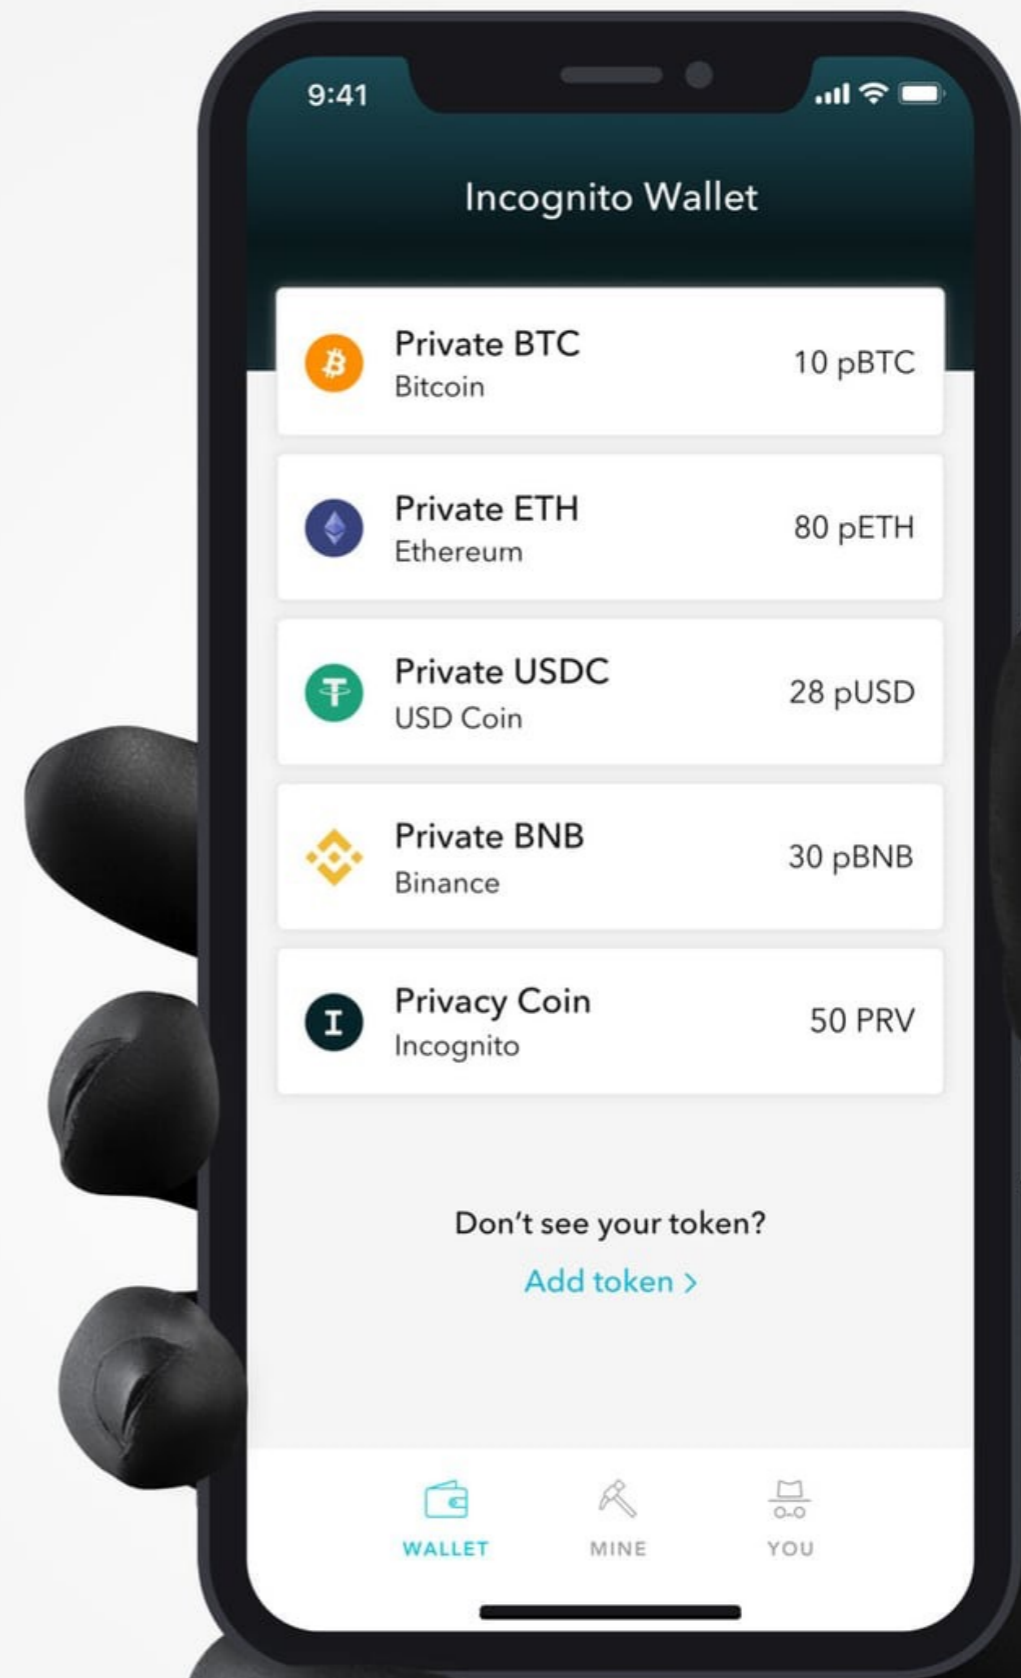 9:41
Incognito Wallet
Private BTC
Bitcoin
10 pBTC
Private ETH
Ethereum
80 pETH
Private USDC
USD Coin
28 pUSD
Private BNB
Binance
30 pBNB
Privacy Coin
Incognito
50 PRV
Don't see your token?
Add token >
WALLET
MINE
YOU